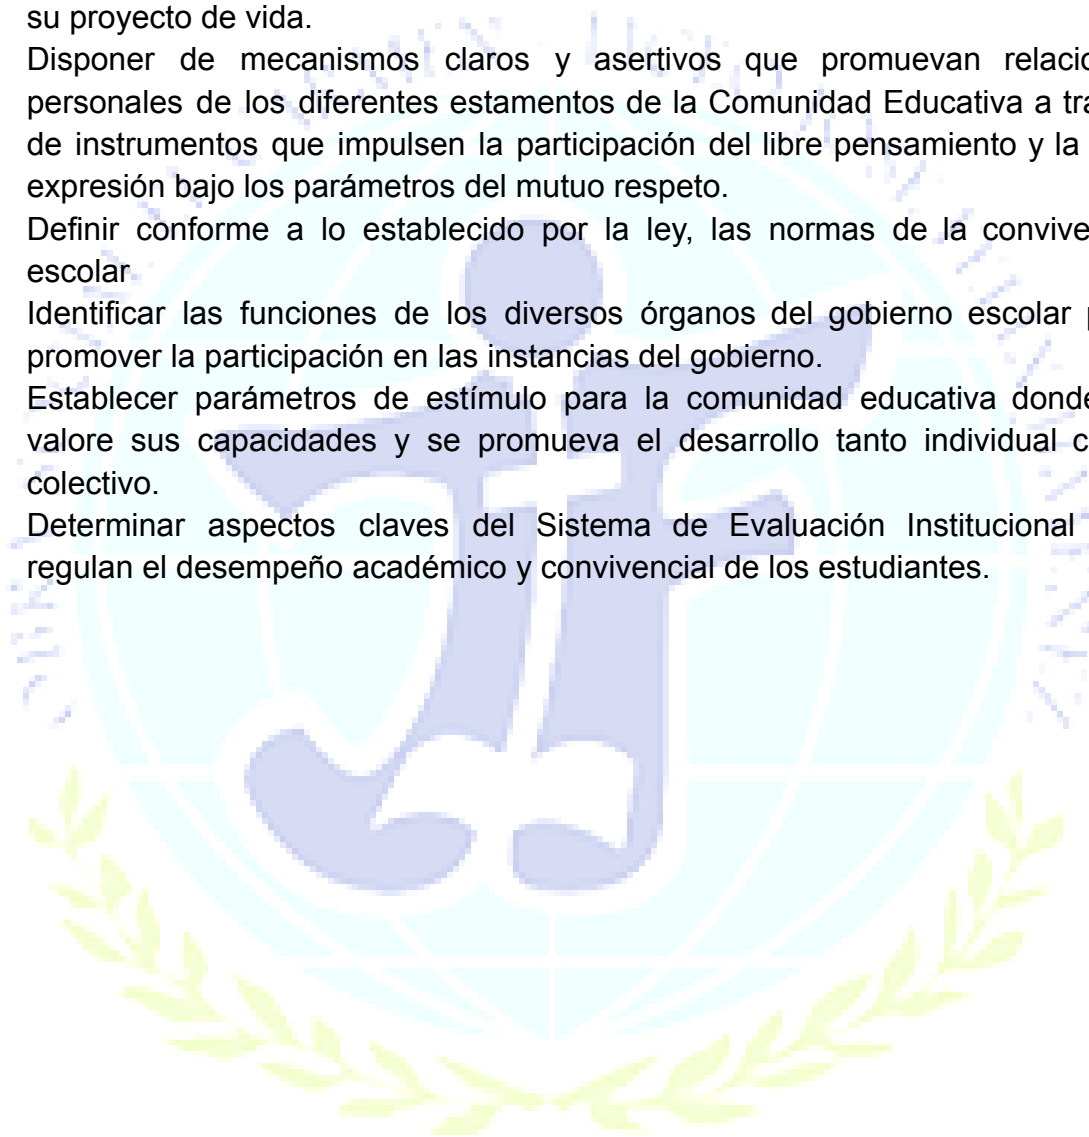 su proyecto de vida.
Disponer de mecanismos claros y asertivos que promuevan
personales de los diferentes estamentos de la Comunidad Educativa a
de instrumentos que impulsen la participación del libre pensamiento y la
expresión bajo los parámetros del mutuo respeto.
Definir conforme a lo establecido por la ley, las normas de la
escolar
Identificar las funciones de los diversos órganos del gobierno escolar
promover la participación en las instancias del gobierno.
Establecer parámetros de estímulo para la comunidad educativa
valore sus capacidades y se promueva el desarrollo tanto individual
colectivo.
Determinar aspectos claves del Sistema de Evaluación Institucional
regulan el desempeño académico y convivencial de los estudiantes.